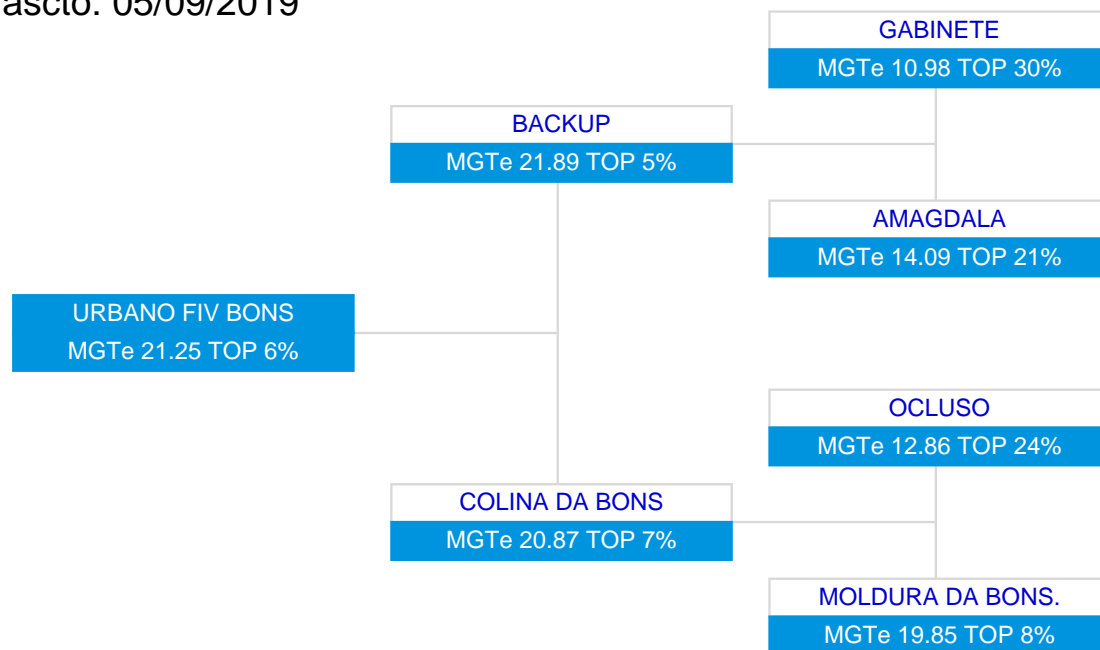 ascto: 05/09/2019
GABINETE
MGTe 10.98 TOP 30%
BACKUP
MGTe 21.89 TOP 5%
AMAGDALA
MGTe 14.09 TOP 21%
URBANO FIV BONS
MGTe 21.25 TOP 6%
OCLUSO
MGTe 12.86 TOP 24%
COLINA DA BONS
MGTe 20.87 TOP 7%
MOLDURA DA BONS.
MGTe 19.85 TOP 8%